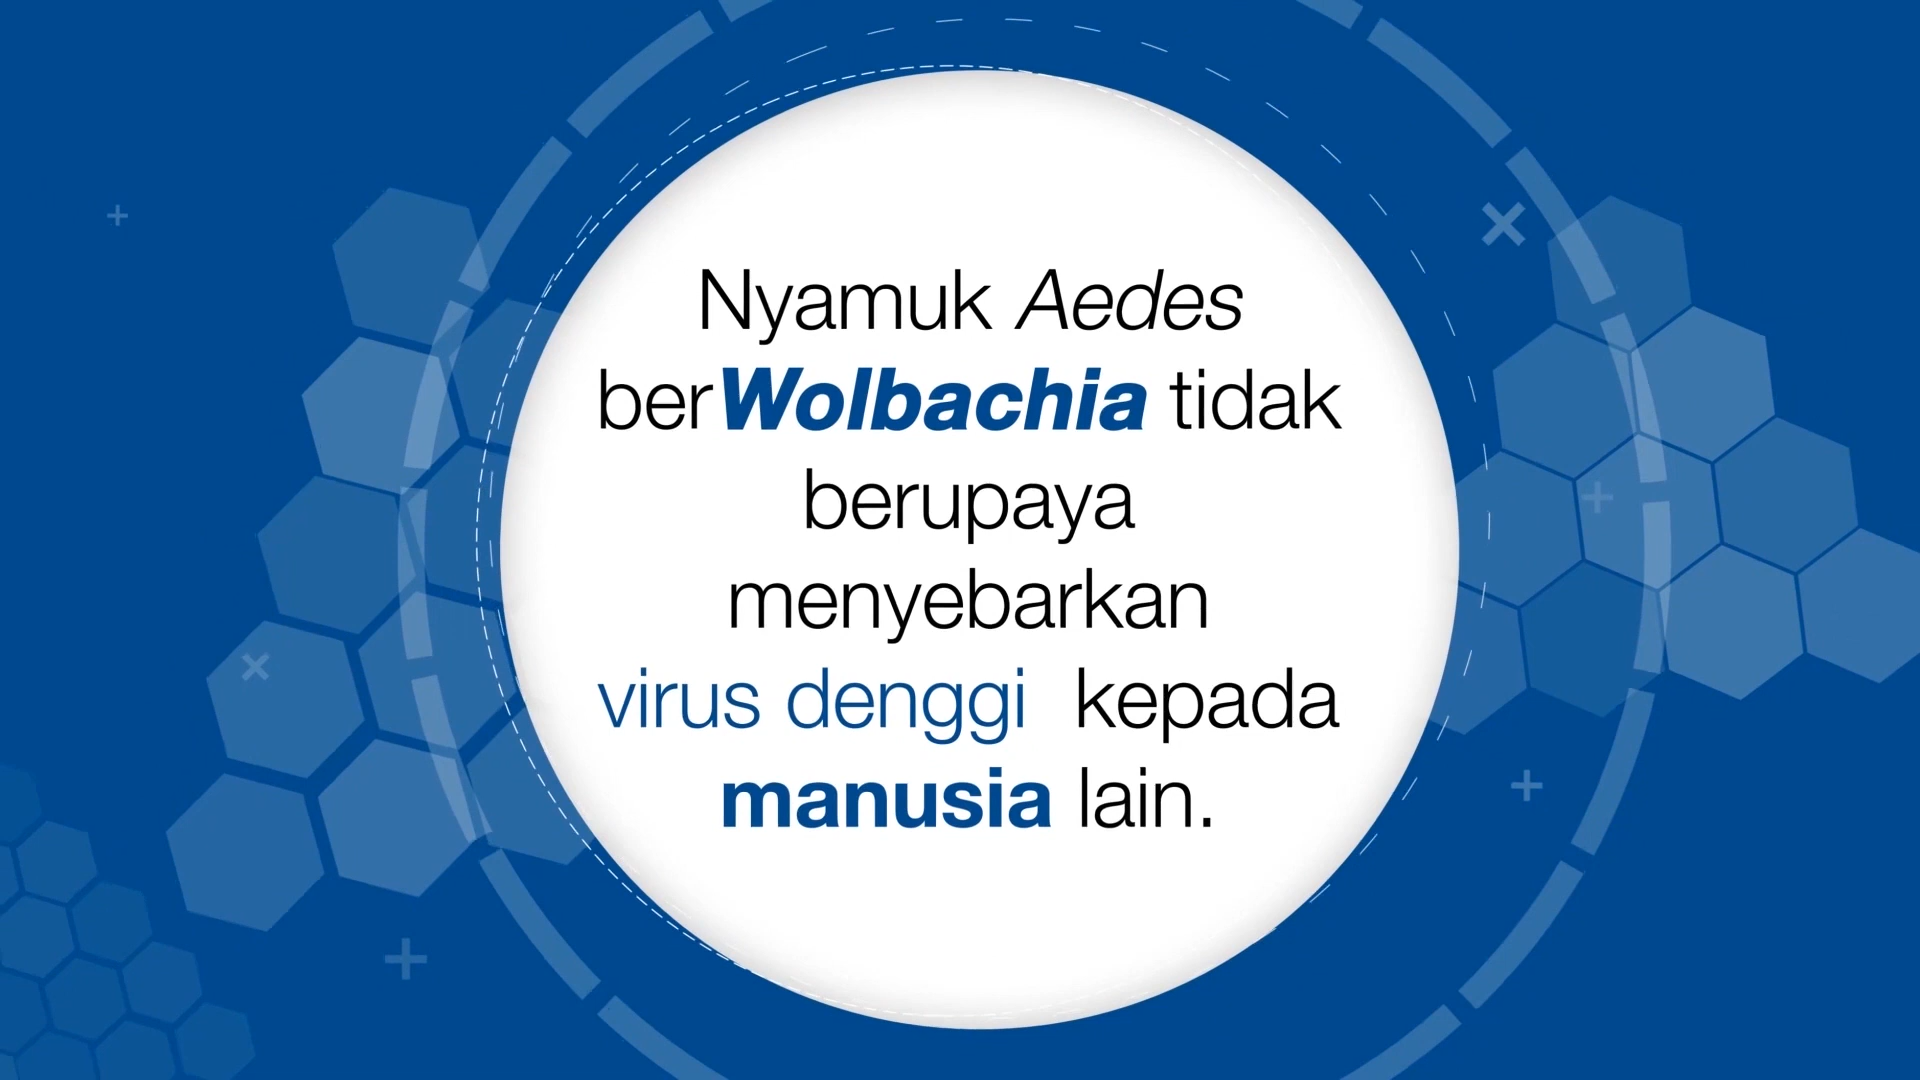 Nyamuk Aedes
berWolbachia tidak
berupaya
menyebarkan
virus denggi kepada
manusia lain.